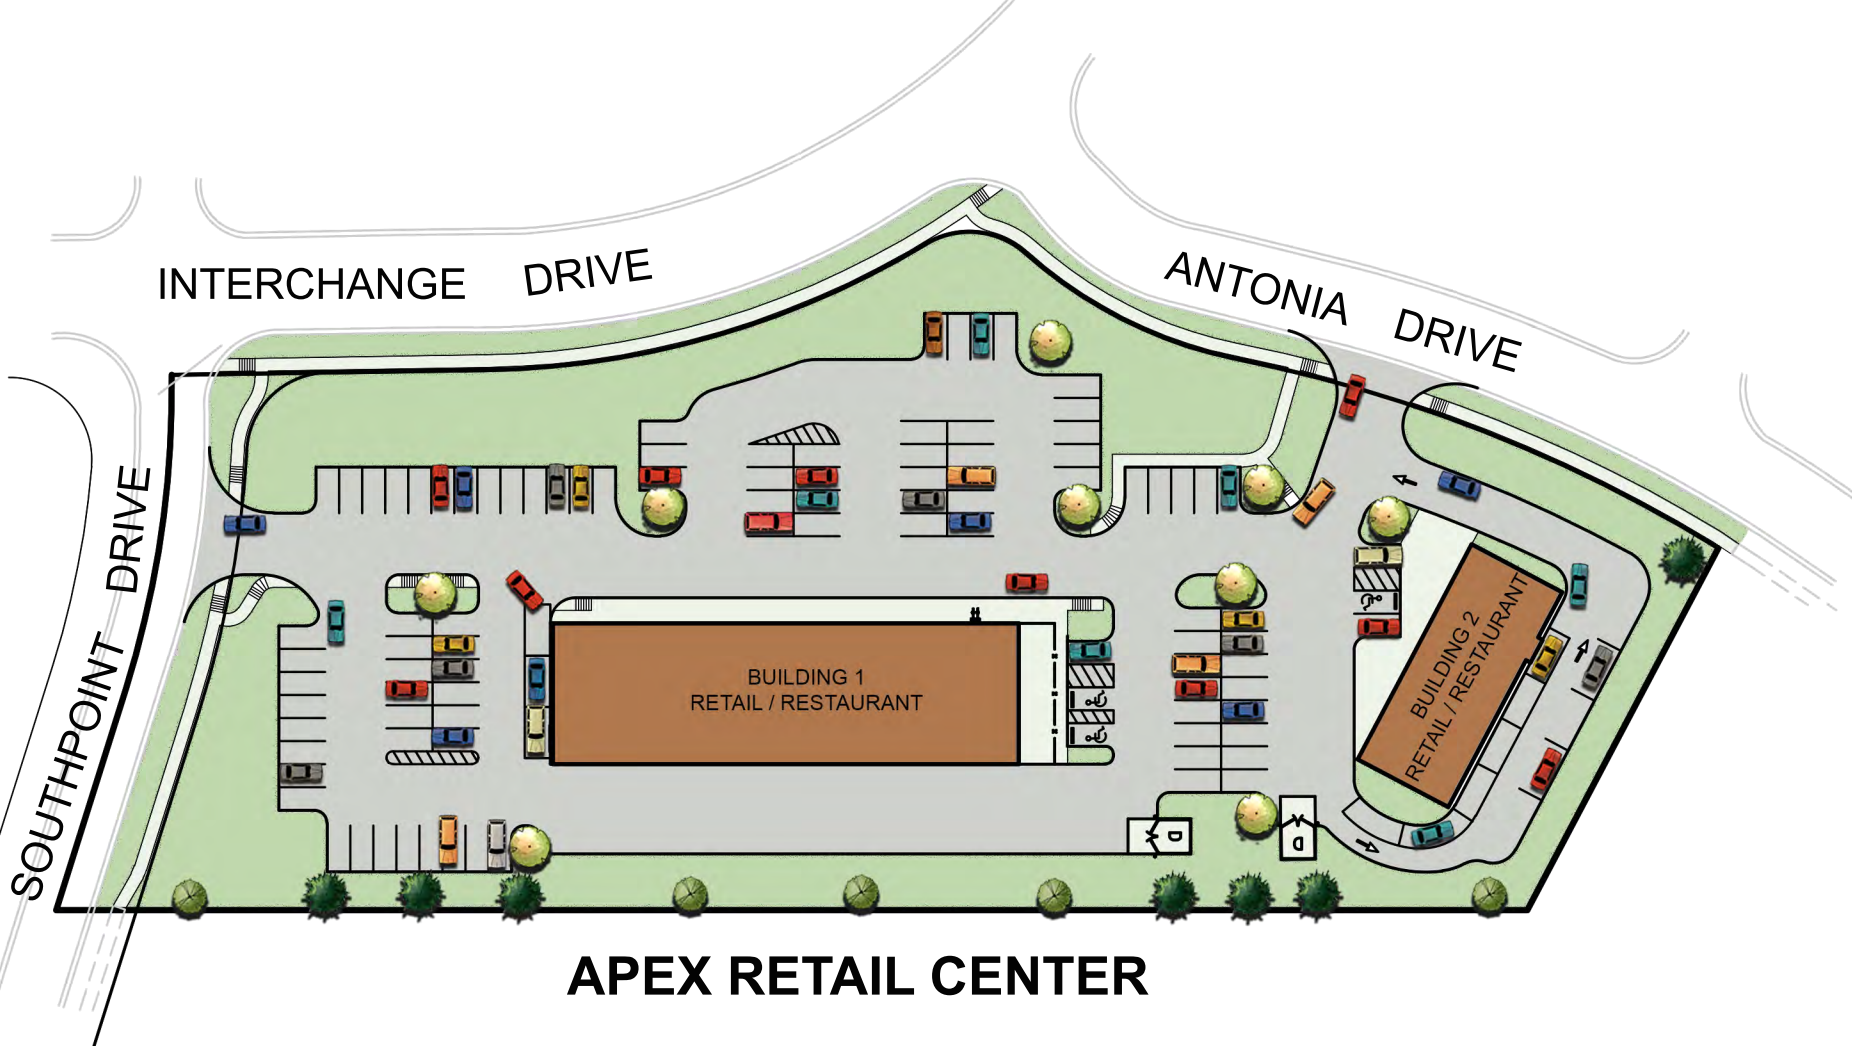 INTERCHANGE DRIVE
ANTONIA DRIVE
SOUTHPOINT DRIVE
BUILDING 1
RETAIL / RESTAURANT
BUILDING 2
RETAIL / RESTAURANT
D
D
APEX RETAIL CENTER